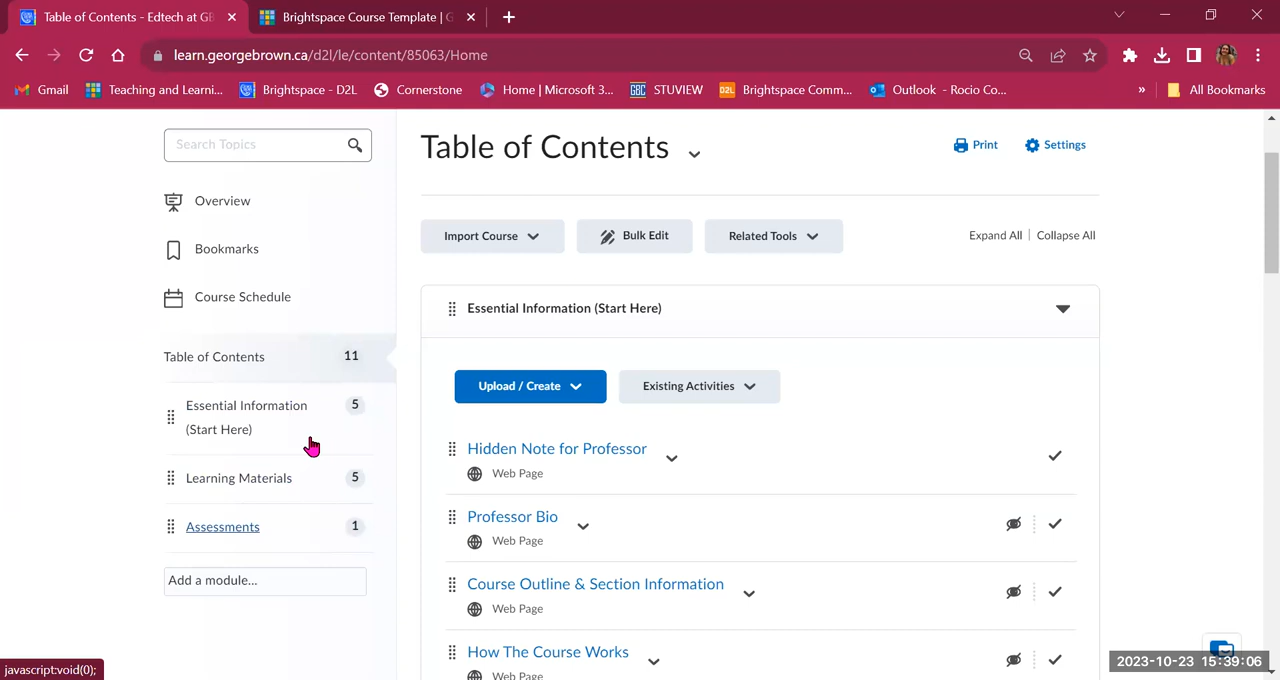 Table of Contents - Edtech at GB
Brightspace Course Template | G
learn.georgebrown.ca/d2l/le/content/85063/Home
Gmail
Teaching and Learni...
Brightspace - D2L
Cornerstone
Home | Microsoft 3...
GBC
STUVIEW
D2L
Brightspace Comm...
Outlook - Rocio Co...
»
All Bookmarks
Search Topics
Overview
Bookmarks
Course Schedule
Table of Contents 11
Essential Information (Start Here) 5
Learning Materials 5
Assessments 1
Add a module...
Table of Contents
Print
Settings
Import Course
Bulk Edit
Related Tools
Expand All | Collapse All
Essential Information (Start Here)
Upload / Create
Existing Activities
Hidden Note for Professor
Web Page
Professor Bio
Web Page
Course Outline & Section Information
Web Page
How The Course Works
Web Page
javascript:void(0);
2023-10-23 15:39:06